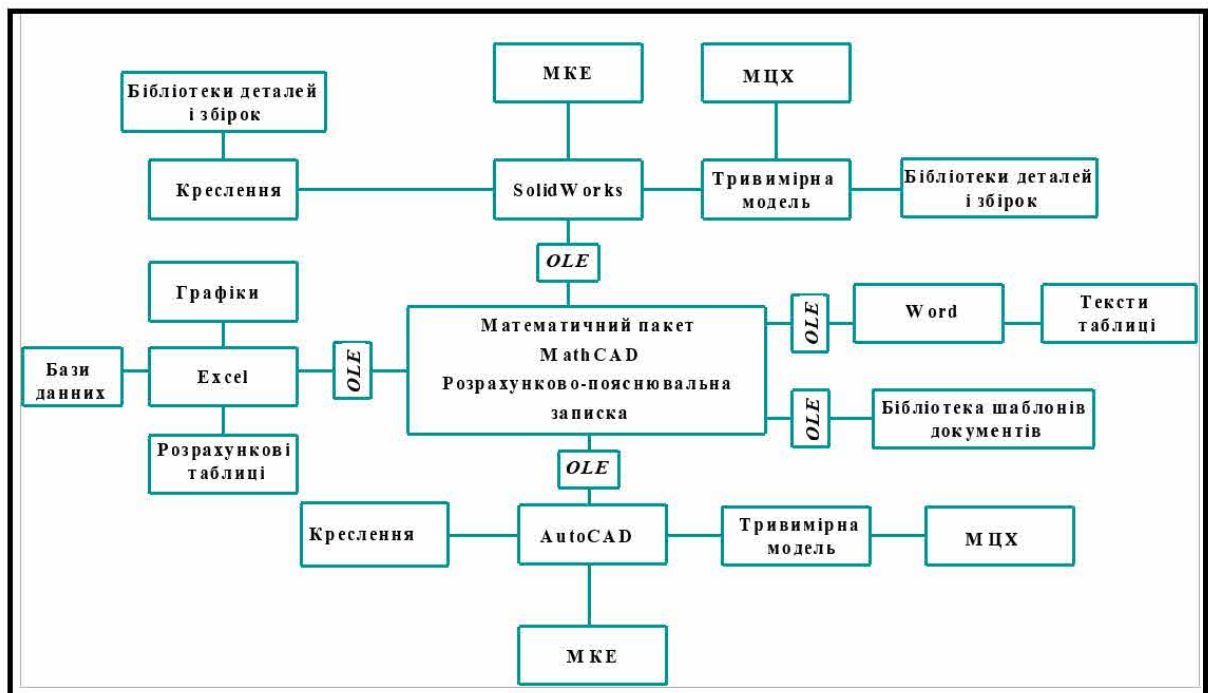 МКЕ
МЦХ
Бібліотеки деталей
і збірок
Креслення
SolidWorks
Тривимірна
модель
Бібліотеки деталей
і збірок
OLE
Графіки
Математичний пакет
MathCAD
Розрахунково-пояснювальна
записка
OLE
Word
Тексти
таблиці
Бази
данних
Excel
OLE
OLE
Бібліотека шаблонів
документів
Розрахункові
таблиці
OLE
Креслення
AutoCAD
Тривимірна
модель
МЦХ
МКЕ